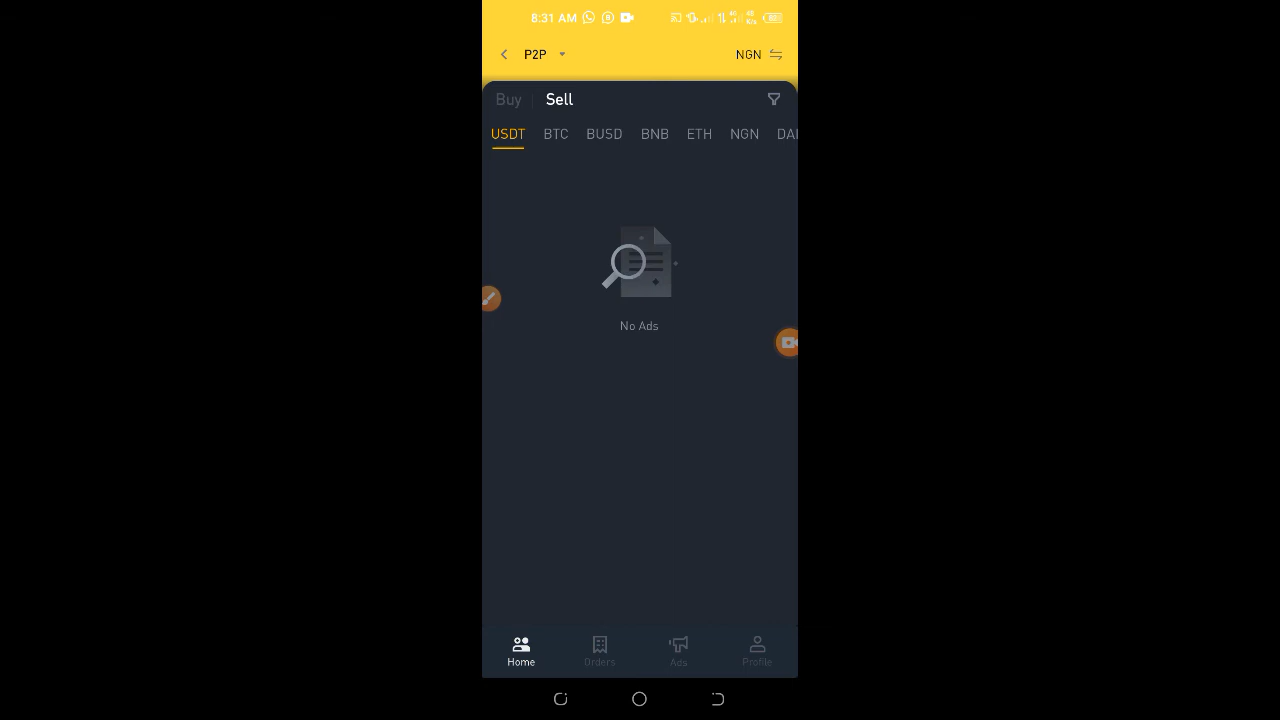 8:31 AM
P2P NGN
Buy Sell
USDT BTC BUSD BNB ETH NGN DAI
No Ads
Home Orders Ads Profile